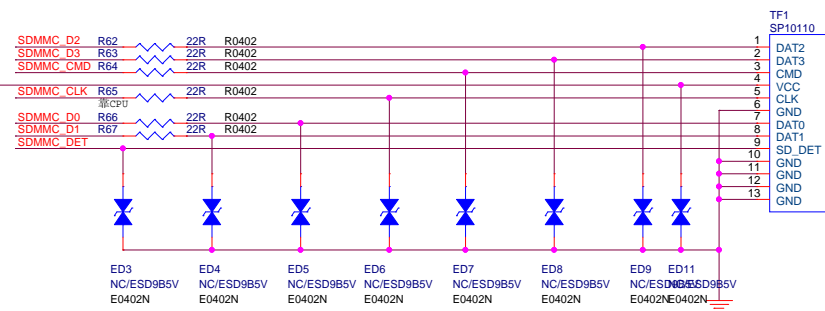 TF1
SP10110
SDMMC_D2 R62 22R R0402 1 DAT2
SDMMC_D3 R63 22R R0402 2 DAT3
SDMMC_CMD R64 22R R0402 3 CMD
4 VCC
SDMMC_CLK R65 22R R0402 5 CLK
靠CPU
6 GND
SDMMC_D0 R66 22R R0402 7 DAT0
SDMMC_D1 R67 22R R0402 8 DAT1
SDMMC_DET 9 SD_DET
10 GND
11 GND
12 GND
13 GND
ED3 ED4 ED5 ED6 ED7 ED8 ED9 ED11
NC/ESD9B5V NC/ESD9B5V NC/ESD9B5V NC/ESD9B5V NC/ESD9B5V NC/ESD9B5V NC/ESD9B5V NC/ESD9B5V
E0402N E0402N E0402N E0402N E0402N E0402N E0402N E0402N